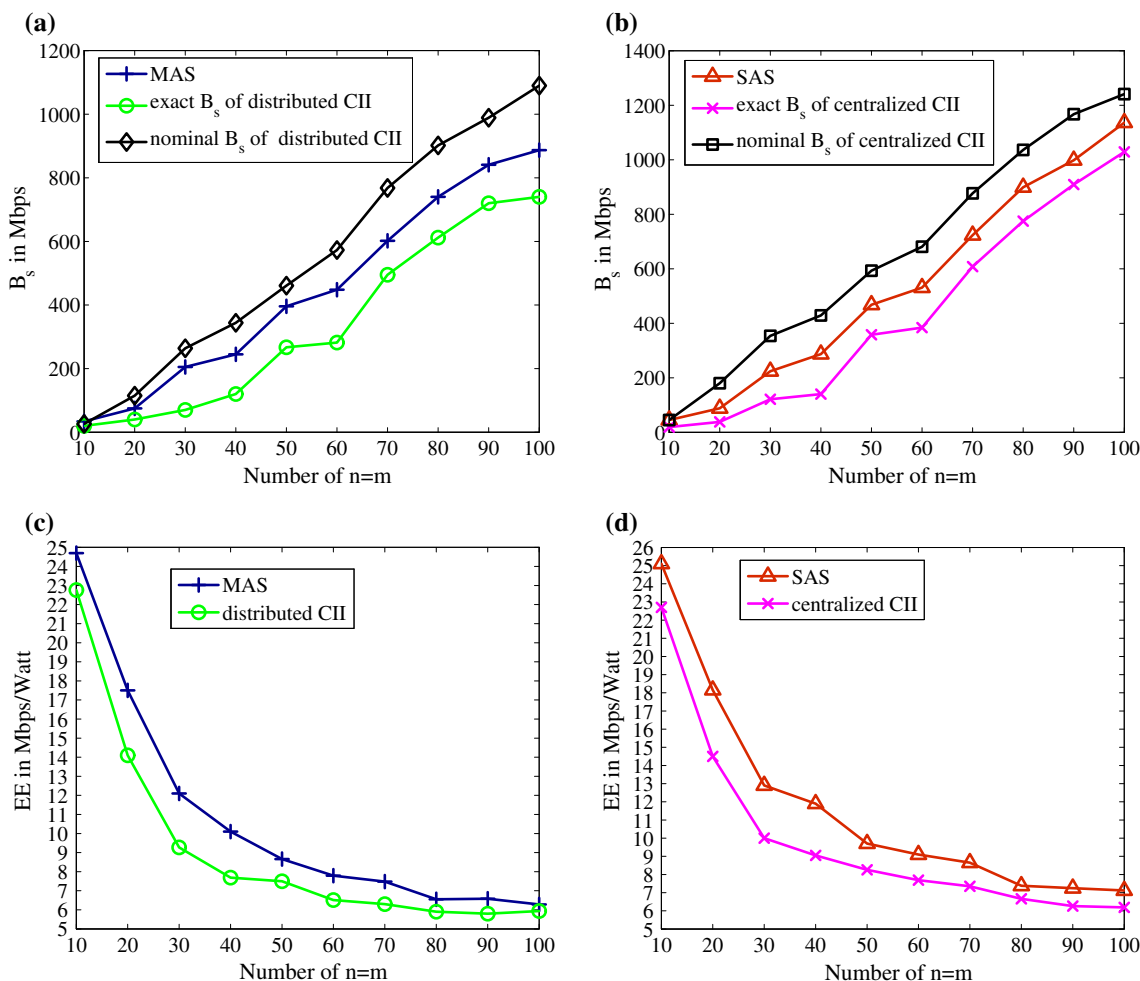 (a)
1200
1000
800
600
400
200
0
10 20 30 40 50 60 70 80 90 100
B_s in Mbps
Number of n=m
MAS
exact B_s of distributed CII
nominal B_s of distributed CII
(b)
1400
1200
1000
800
600
400
200
0
10 20 30 40 50 60 70 80 90 100
B_s in Mbps
Number of n=m
SAS
exact B_s of centralized CII
nominal B_s of centralized CII
(c)
25
24
23
22
21
20
19
18
17
16
15
14
13
12
11
10
9
8
7
6
5
10 20 30 40 50 60 70 80 90 100
EE in Mbps/Watt
Number of n=m
MAS
distributed CII
(d)
26
25
24
23
22
21
20
19
18
17
16
15
14
13
12
11
10
9
8
7
6
5
10 20 30 40 50 60 70 80 90 100
EE in Mbps/Watt
Number of n=m
SAS
centralized CII